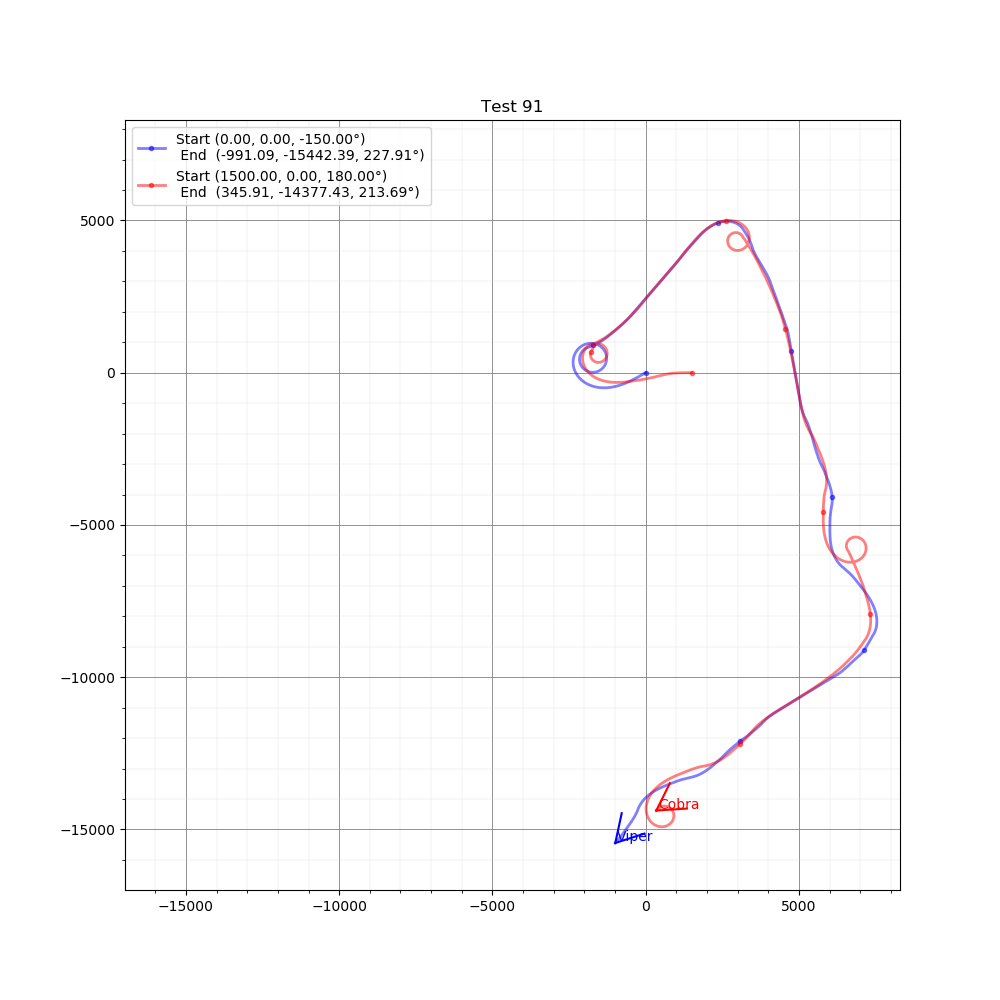 Test 91
Start (0.00, 0.00, -150.00°)
End  (-991.09, -15442.39, 227.91°)
Start (1500.00, 0.00, 180.00°)
End  (345.91, -14377.43, 213.69°)
5000
0
−5000
−10000
−15000
Cobra
Viper
−15000
−10000
−5000
0
5000